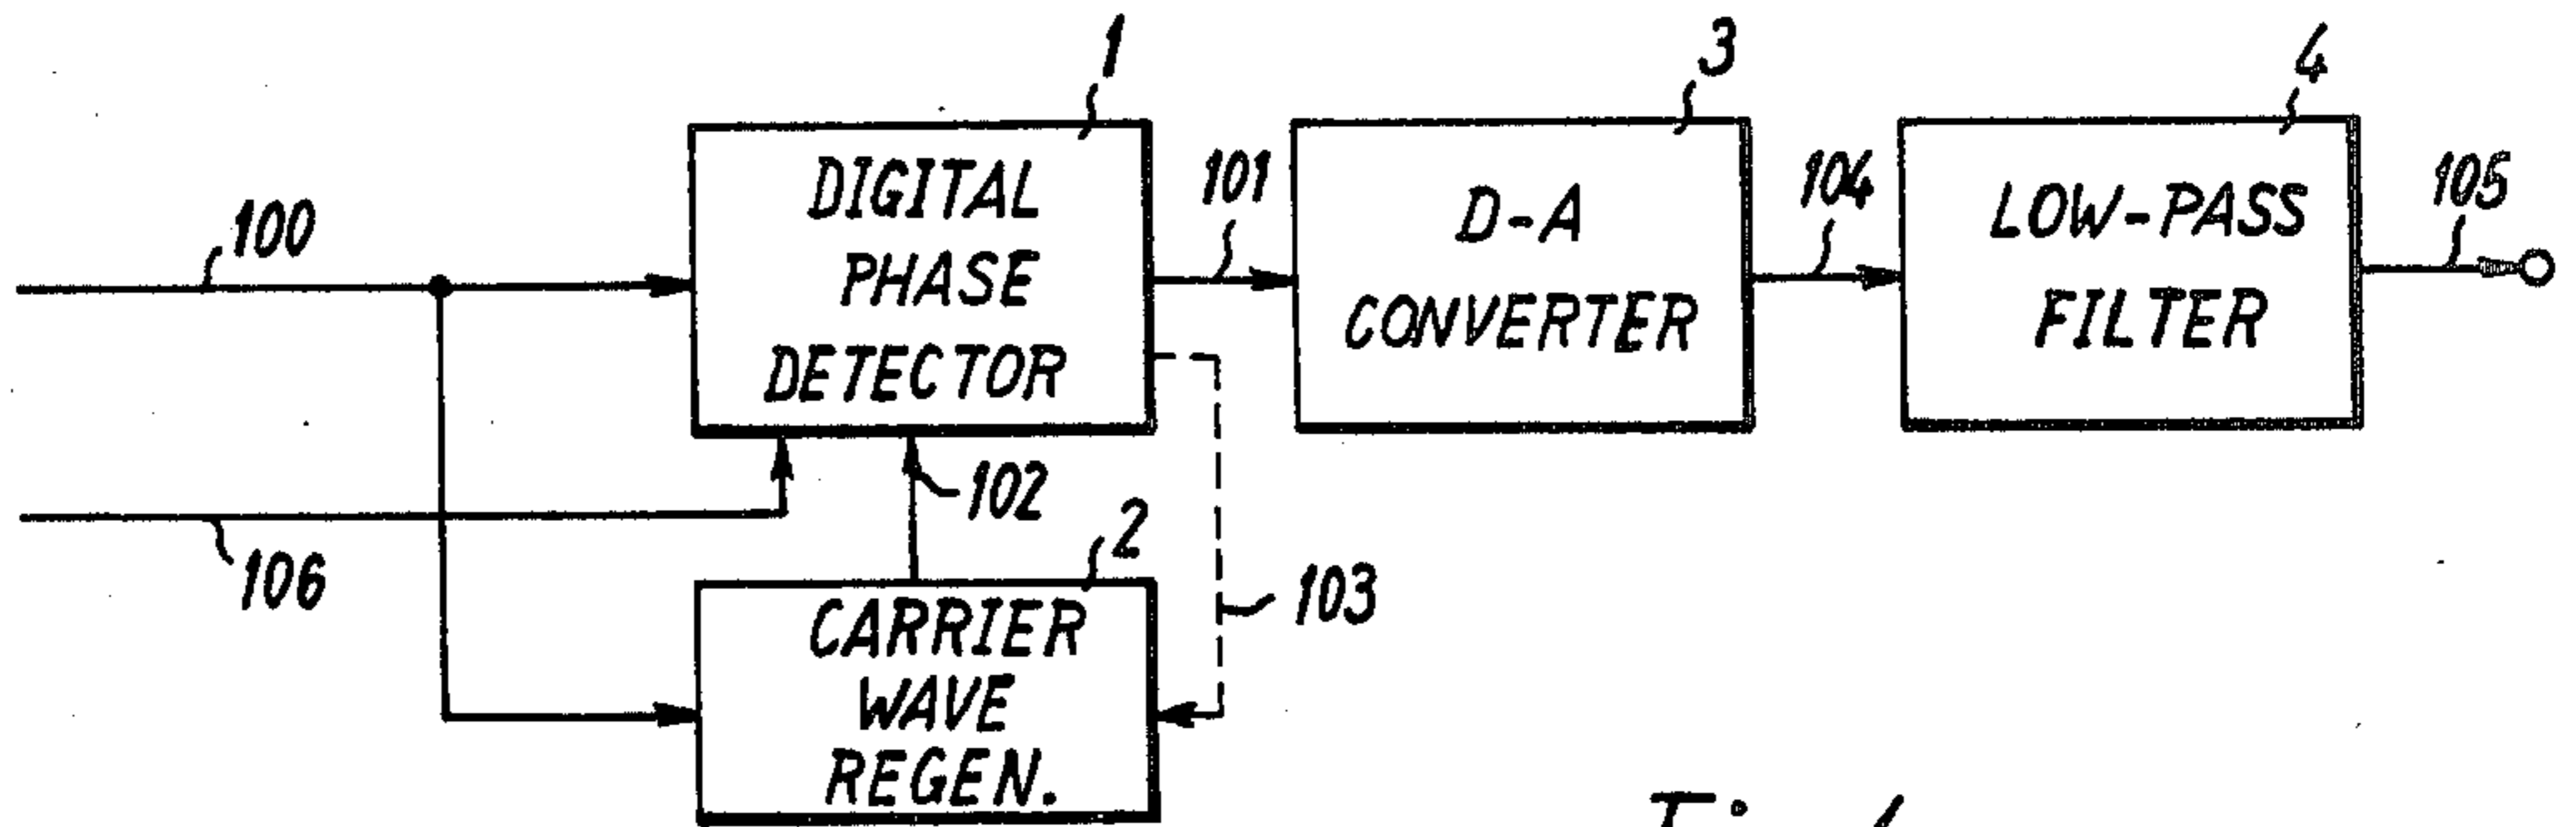 1
3
4
DIGITAL
PHASE
DETECTOR
D-A
CONVERTER
LOW-PASS
FILTER
100
101
104
105
106
102
103
2
CARRIER
WAVE
REGEN.